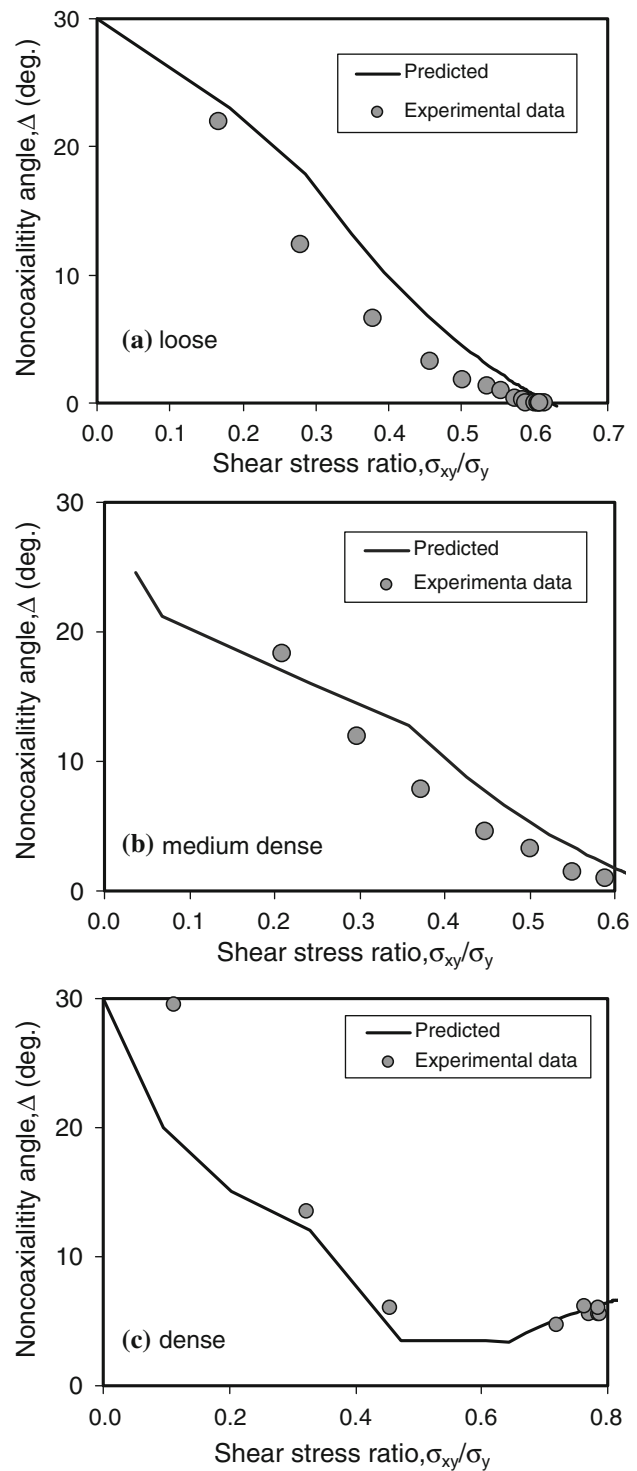 30
20
10
0
Noncoaxialitity angle,Δ (deg.)
Predicted
Experimental data
(a) loose
0.0 0.1 0.2 0.3 0.4 0.5 0.6 0.7
Shear stress ratio,σxy/σy
30
20
10
0
Noncoaxialitity angle,Δ (deg.)
Predicted
Experimenta data
(b) medium dense
0.0 0.1 0.2 0.3 0.4 0.5 0.6
Shear stress ratio,σxy/σy
30
20
10
0
Noncoaxialitity angle,Δ (deg.)
Predicted
Experimental data
(c) dense
0.0 0.2 0.4 0.6 0.8
Shear stress ratio,σxy/σy